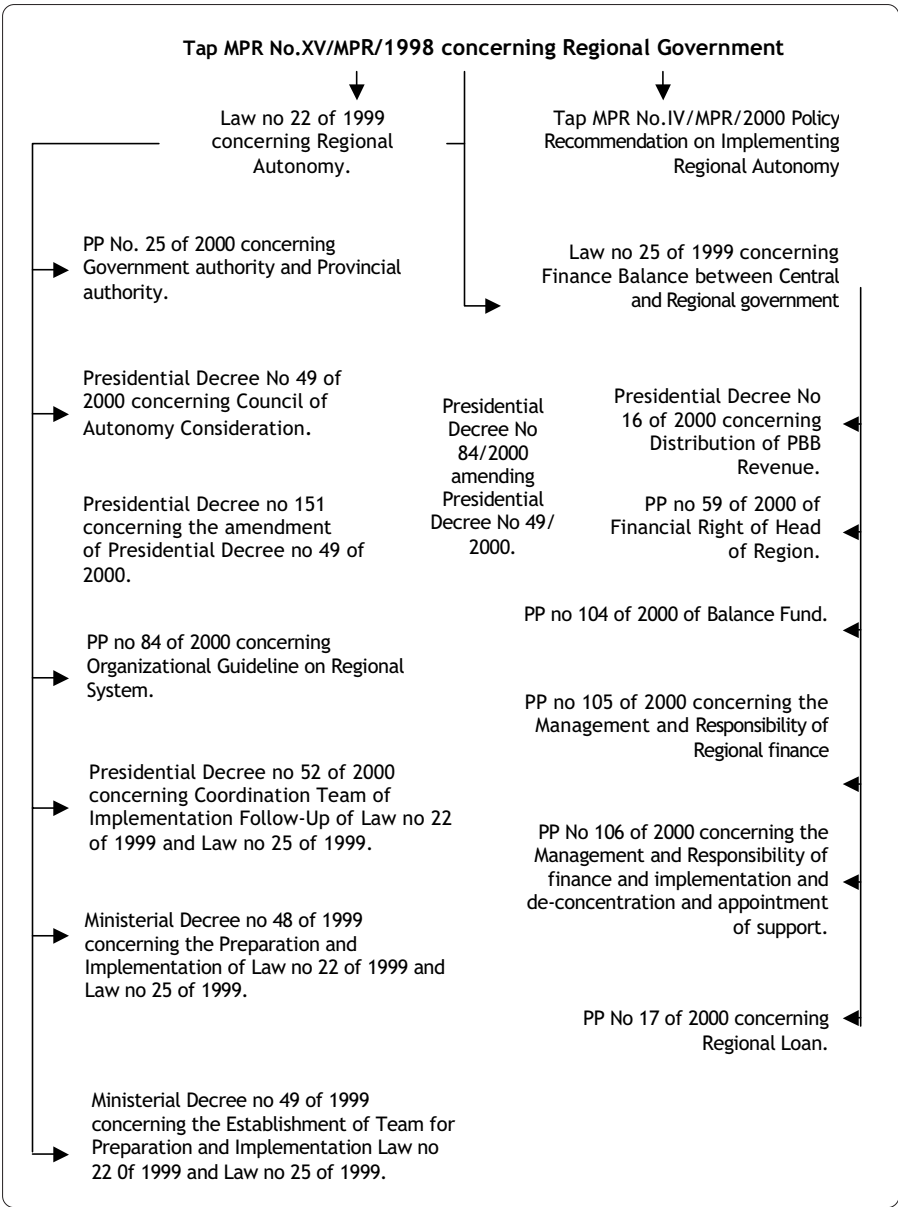 Tap MPR No.XV/MPR/1998 concerning Regional Government
Law no 22 of 1999
concerning Regional
Autonomy.
Tap MPR No.IV/MPR/2000 Policy
Recommendation on Implementing
Regional Autonomy
PP No. 25 of 2000 concerning
Government authority and Provincial
authority.
Law no 25 of 1999 concerning
Finance Balance between Central
and Regional government
Presidential Decree No 49 of
2000 concerning Council of
Autonomy Consideration.
Presidential
Decree No
84/2000
amending
Presidential
Decree No 49/
2000.
Presidential Decree No
16 of 2000 concerning
Distribution of PBB
Revenue.
Presidential Decree no 151
concerning the amendment
of Presidential Decree no 49 of
2000.
PP no 59 of 2000 of
Financial Right of Head
of Region.
PP no 104 of 2000 of Balance Fund.
PP no 84 of 2000 concerning
Organizational Guideline on Regional
System.
PP no 105 of 2000 concerning the
Management and Responsibility of
Regional finance
Presidential Decree no 52 of 2000
concerning Coordination Team of
Implementation Follow-Up of Law no 22
of 1999 and Law no 25 of 1999.
PP No 106 of 2000 concerning the
Management and Responsibility of
finance and implementation and
de-concentration and appointment
of support.
Ministerial Decree no 48 of 1999
concerning the Preparation and
Implementation of Law no 22 of 1999 and
Law no 25 of 1999.
PP No 17 of 2000 concerning
Regional Loan.
Ministerial Decree no 49 of 1999
concerning the Establishment of Team for
Preparation and Implementation Law no
22 0f 1999 and Law no 25 of 1999.